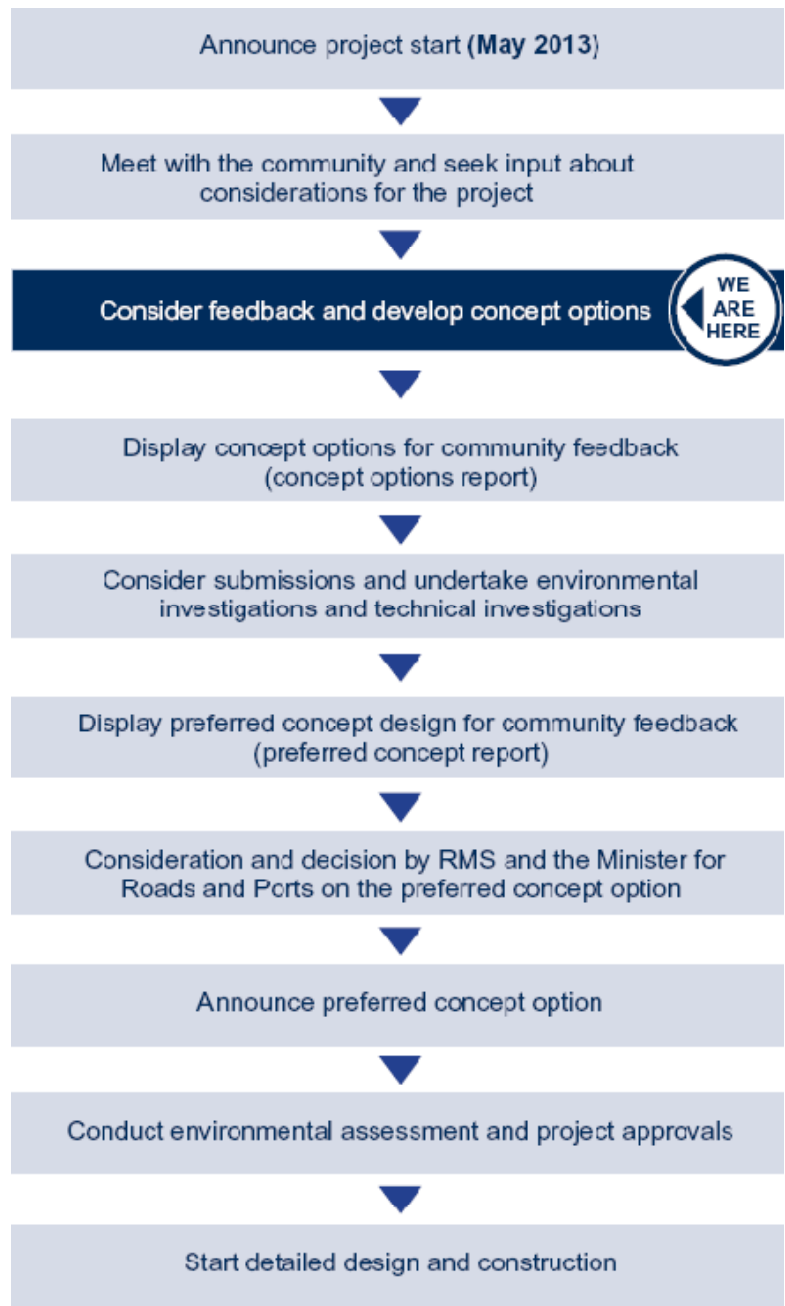 Announce project start (May 2013)
Meet with the community and seek input about
considerations for the project
Consider feedback and develop concept options
WE
ARE
HERE
Display concept options for community feedback
(concept options report)
Consider submissions and undertake environmental
investigations and technical investigations
Display preferred concept design for community feedback
(preferred concept report)
Consideration and decision by RMS and the Minister for
Roads and Ports on the preferred concept option
Announce preferred concept option
Conduct environmental assessment and project approvals
Start detailed design and construction